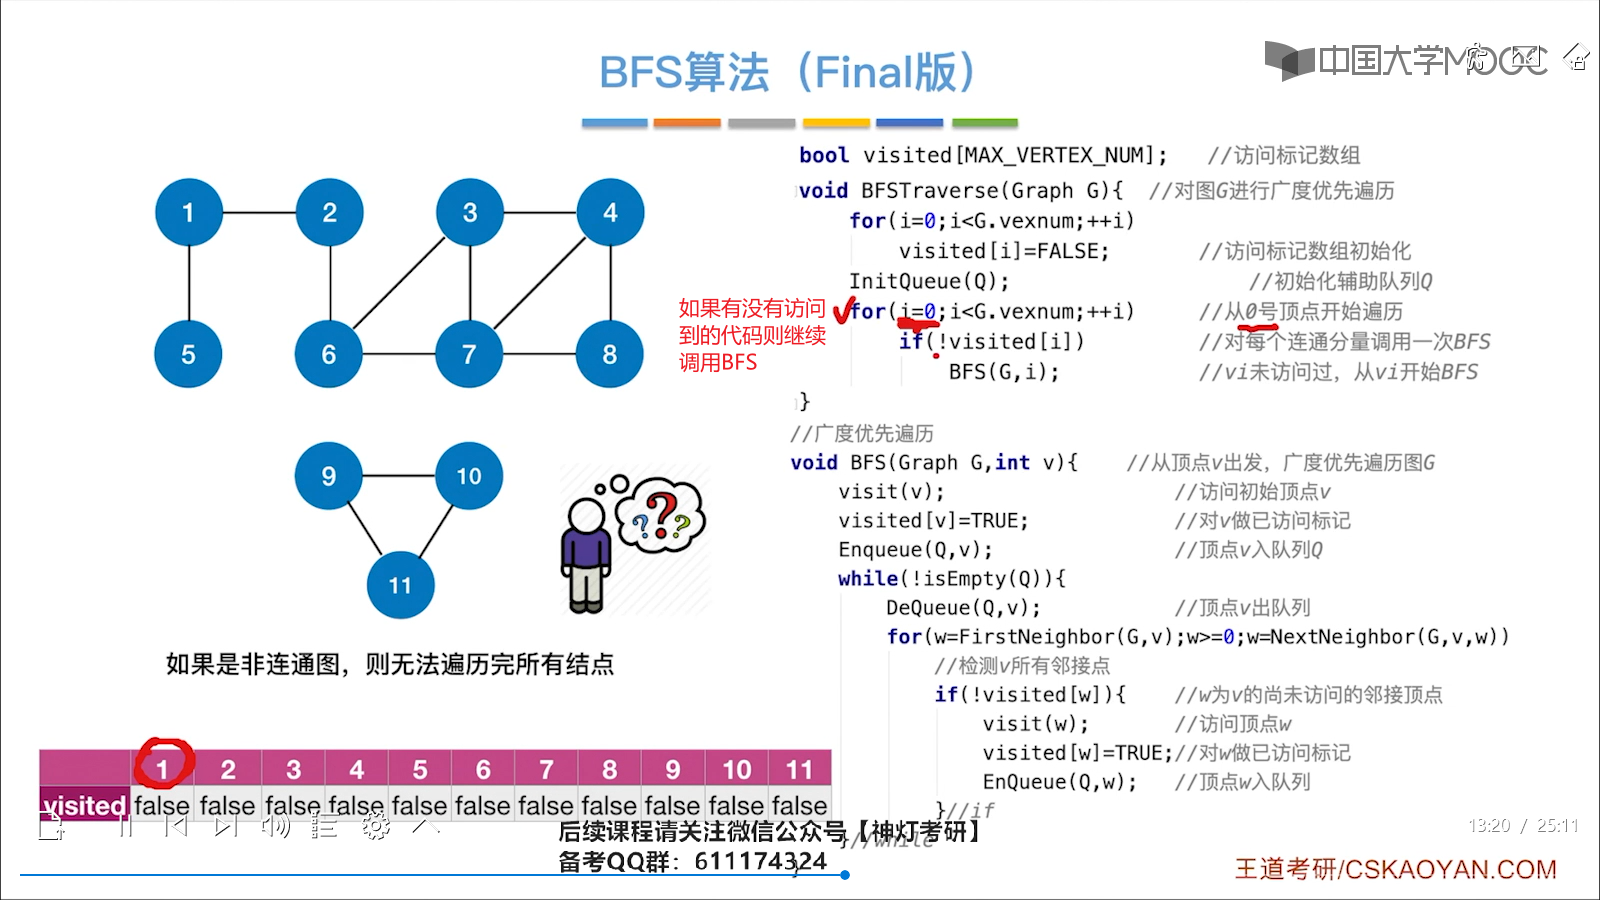 BFS算法（Final版）
中国大学MOOC
bool visited[MAX_VERTEX_NUM]; //访问标记数组
void BFSTraverse(Graph G){ //对图G进行广度优先遍历
for(i=0;i<G.vexnum;++i)
visited[i]=FALSE; //访问标记数组初始化
InitQueue(Q); //初始化辅助队列Q
for(i=0;i<G.vexnum;++i) //从0号顶点开始遍历
if(!visited[i]) //对每个连通分量调用一次BFS
BFS(G,i); //vi未访问过，从vi开始BFS
}
//广度优先遍历
void BFS(Graph G,int v){ //从顶点v出发，广度优先遍历图G
visit(v); //访问初始顶点v
visited[v]=TRUE; //对v做已访问标记
Enqueue(Q,v); //顶点v入队列Q
while(!isEmpty(Q)){
DeQueue(Q,v); //顶点v出队列
for(w=FirstNeighbor(G,v);w>=0;w=NextNeighbor(G,v,w))
//检测v所有邻接点
if(!visited[w]){ //w为v的尚未访问的邻接顶点
visit(w); //访问顶点w
visited[w]=TRUE;//对w做已访问标记
EnQueue(Q,w); //顶点w入队列
}//if
}//while
}
如果有没有访问
到的代码则继续
调用BFS
1 2 3 4
5 6 7 8
9 10
11
如果是非连通图，则无法遍历完所有结点
1 2 3 4 5 6 7 8 9 10 11
visited false false false false false false false false false false false
后续课程请关注微信公众号【神灯考研】
备考QQ群：611174324
13:20 / 25:11
王道考研/CSKAOYAN.COM